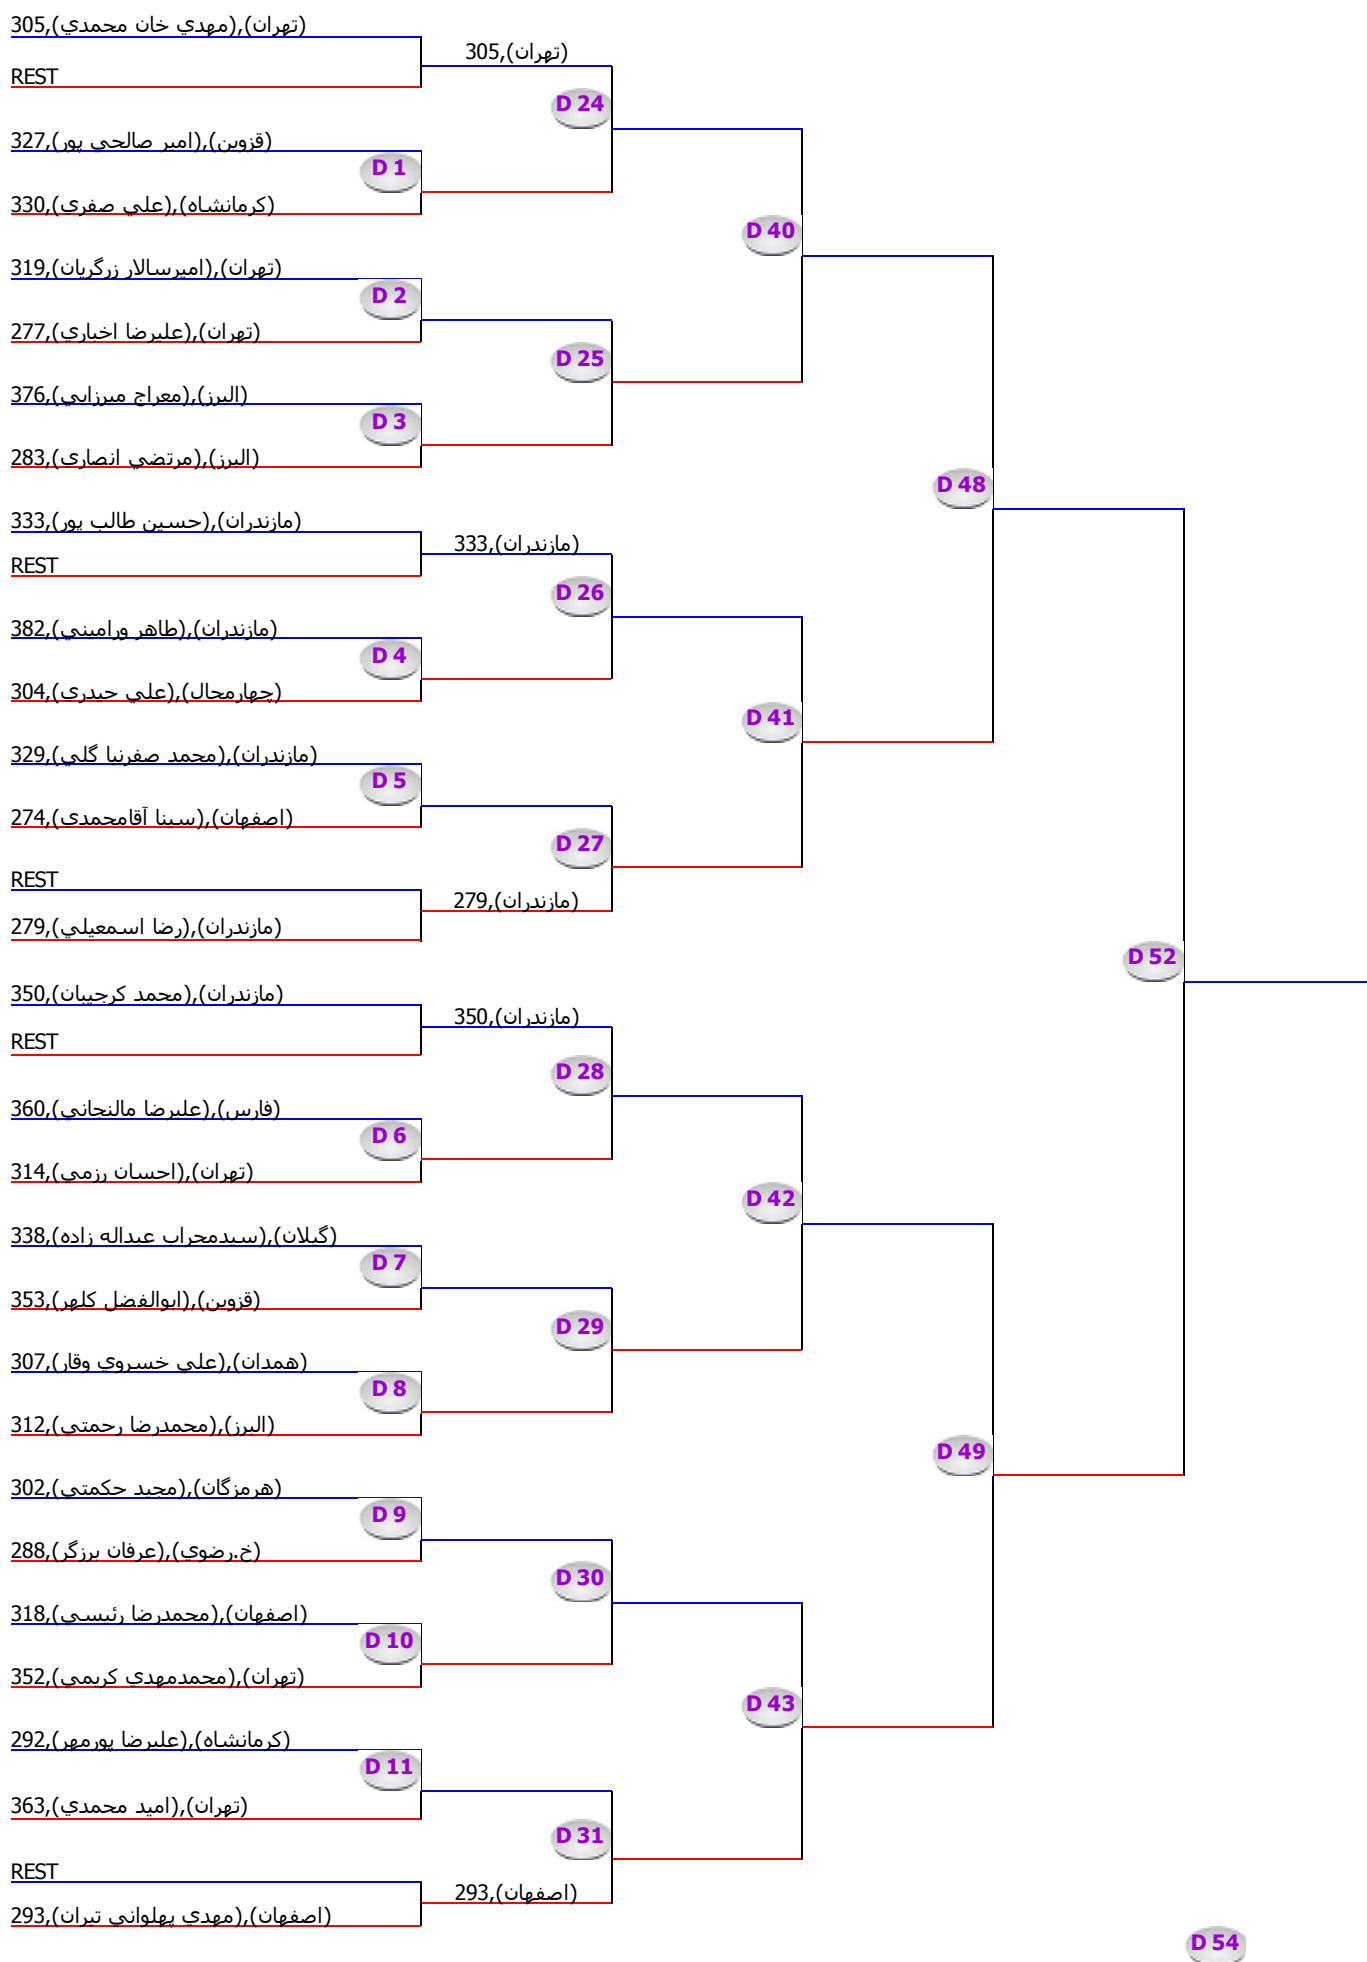 305,(مهدي خان محمدي),(تهران)
305,(تهران)
REST
D 24
327,(امير صالحي پور),(قزوين)
D 1
330,(علي صفري),(كرمانشاه)
D 40
319,(اميرسالار زرگريان),(تهران)
D 2
277,(عليرضا اخباري),(تهران)
D 25
376,(معراج ميرزايي),(البرز)
D 3
283,(مرتضي انصاري),(البرز)
D 48
333,(حسين طالب پور),(مازندران)
333,(مازندران)
REST
D 26
382,(طاهر وراميني),(مازندران)
D 4
304,(علي حيدري),(چهارمحال)
D 41
329,(محمد صفرنيا گلي),(مازندران)
D 5
274,(سينا آقامحمدي),(اصفهان)
D 27
REST
279,(مازندران)
279,(رضا اسمعيلي),(مازندران)
D 52
350,(محمد كرجيبان),(مازندران)
350,(مازندران)
REST
D 28
360,(عليرضا مالنجاني),(فارس)
D 6
314,(احسان رزمي),(تهران)
D 42
338,(سيدمحراب عبداله زاده),(گيلان)
D 7
353,(ابوالفضل كلهر),(قزوين)
D 29
307,(علي خسروي وقار),(همدان)
D 8
312,(محمدرضا رحمتي),(البرز)
D 49
302,(مجيد حكمتي),(هرمزگان)
D 9
288,(عرفان برزگر),(خ.رضوي)
D 30
318,(محمدرضا رئيسي),(اصفهان)
D 10
352,(محمدمهدي كريمي),(تهران)
D 43
292,(عليرضا پورمهر),(كرمانشاه)
D 11
363,(اميد محمدي),(تهران)
D 31
REST
293,(اصفهان)
293,(مهدي پهلواني تيران),(اصفهان)
D 54